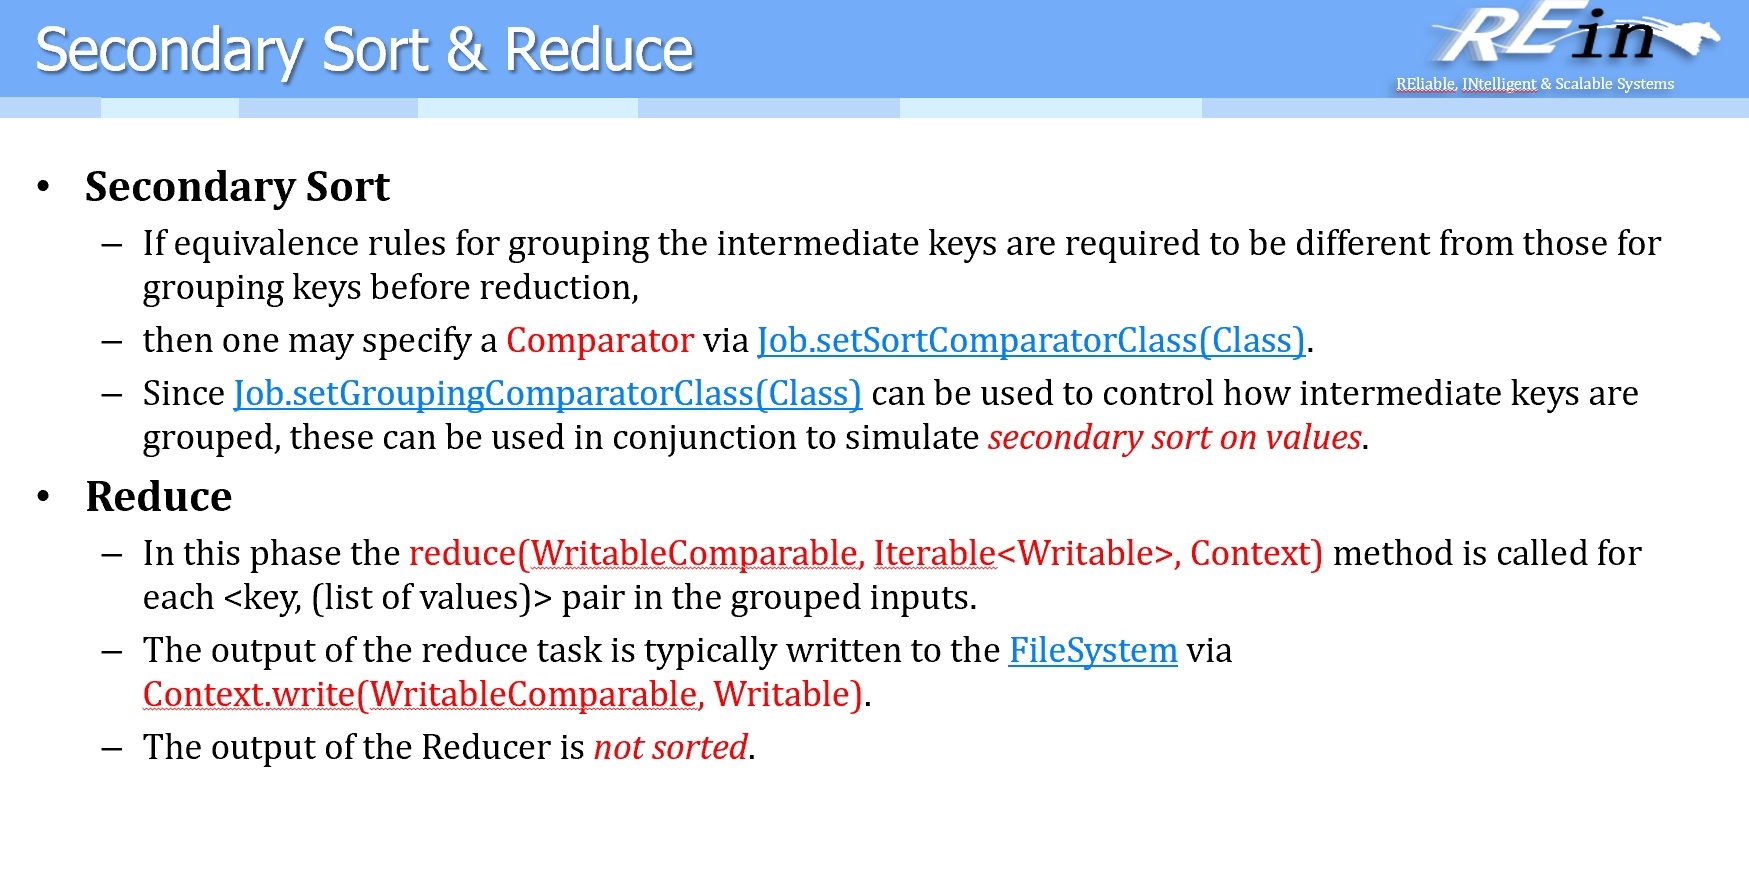 Secondary Sort & Reduce
REin
REliable, INtelligent & Scalable Systems
• Secondary Sort
– If equivalence rules for grouping the intermediate keys are required to be different from those for
grouping keys before reduction,
– then one may specify a Comparator via Job.setSortComparatorClass(Class).
– Since Job.setGroupingComparatorClass(Class) can be used to control how intermediate keys are
grouped, these can be used in conjunction to simulate secondary sort on values.
• Reduce
– In this phase the reduce(WritableComparable, Iterable<Writable>, Context) method is called for
each <key, (list of values)> pair in the grouped inputs.
– The output of the reduce task is typically written to the FileSystem via
Context.write(WritableComparable, Writable).
– The output of the Reducer is not sorted.